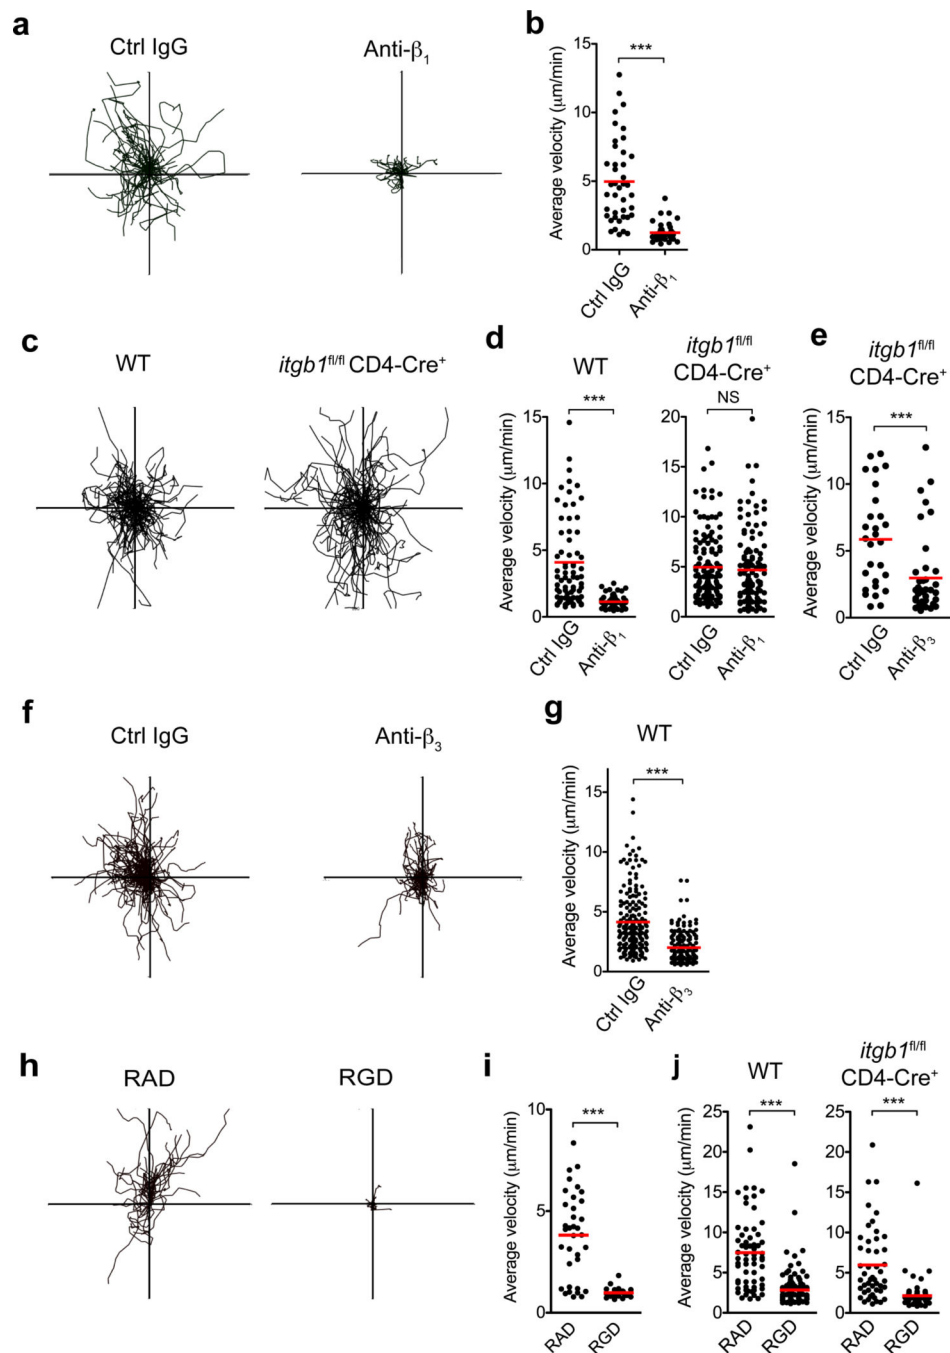 a
Ctrl IgG
Anti-β1
b
Average velocity (μm/min)
15
10
5
0
***
Ctrl IgG
Anti-β1
c
WT
itgb1fl/fl CD4-Cre+
d
WT
Average velocity (μm/min)
15
10
5
0
***
Ctrl IgG
Anti-β1
itgb1fl/fl
CD4-Cre+
20
15
10
5
0
NS
Ctrl IgG
Anti-β1
e
itgb1fl/fl
CD4-Cre+
Average velocity (μm/min)
15
10
5
0
***
Ctrl IgG
Anti-β3
f
Ctrl IgG
Anti-β3
g
WT
Average velocity (μm/min)
15
10
5
0
***
Ctrl IgG
Anti-β3
h
RAD
RGD
i
Average velocity (μm/min)
10
5
0
***
RAD
RGD
j
WT
Average velocity (μm/min)
25
20
15
10
5
0
***
RAD
RGD
itgb1fl/fl
CD4-Cre+
25
20
15
10
5
0
***
RAD
RGD